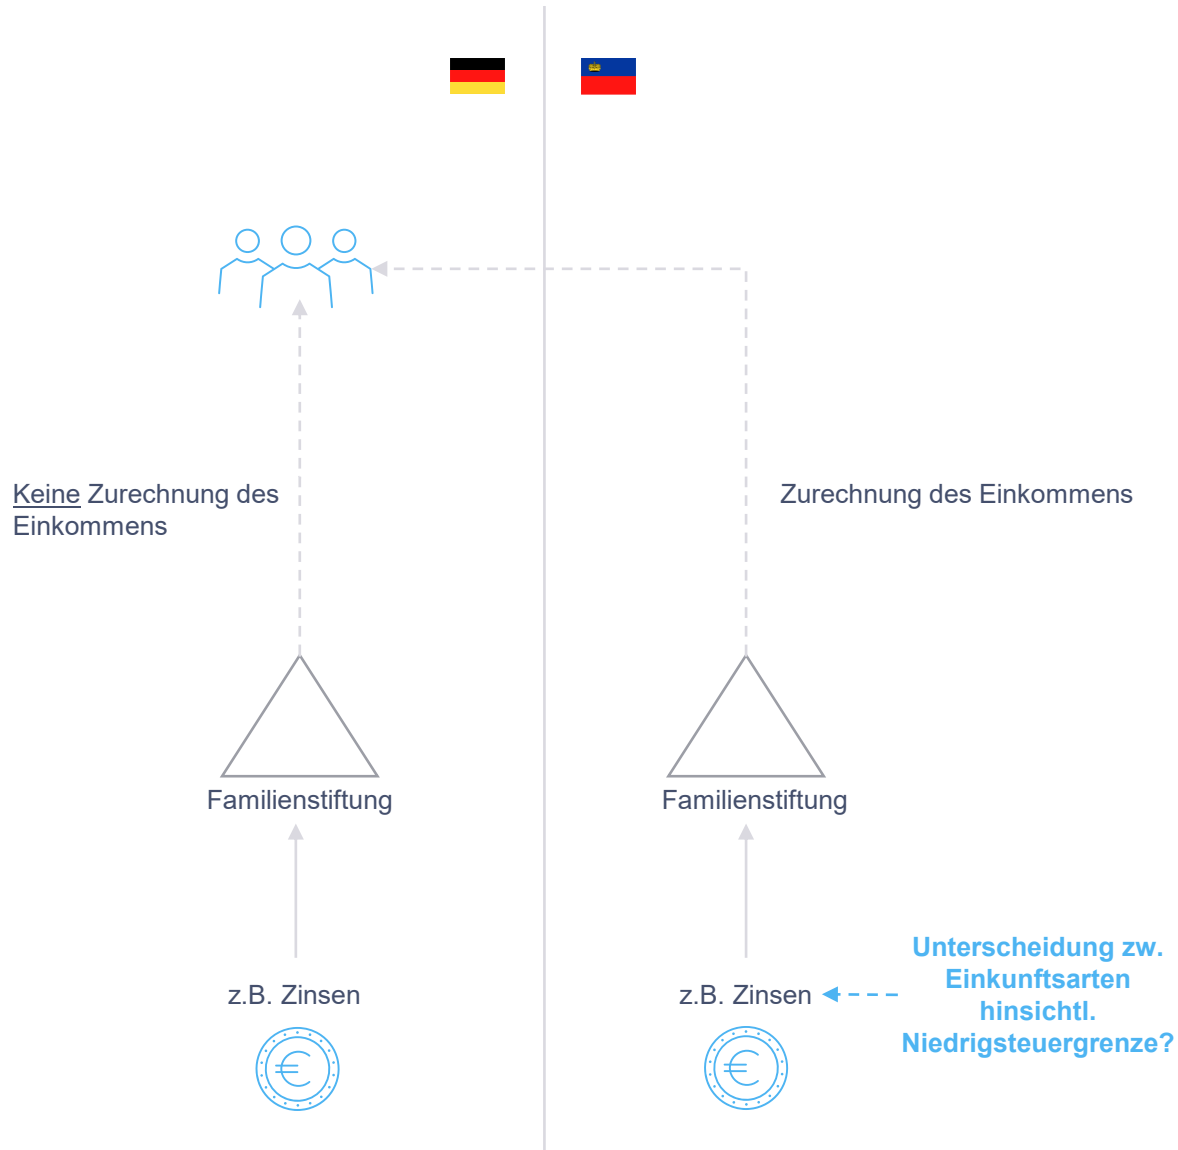 Keine Zurechnung des
Einkommens
Zurechnung des Einkommens
Familienstiftung
Familienstiftung
z.B. Zinsen
z.B. Zinsen
Unterscheidung zw.
Einkunftsarten
hinsichtl.
Niedrigsteuergrenze?